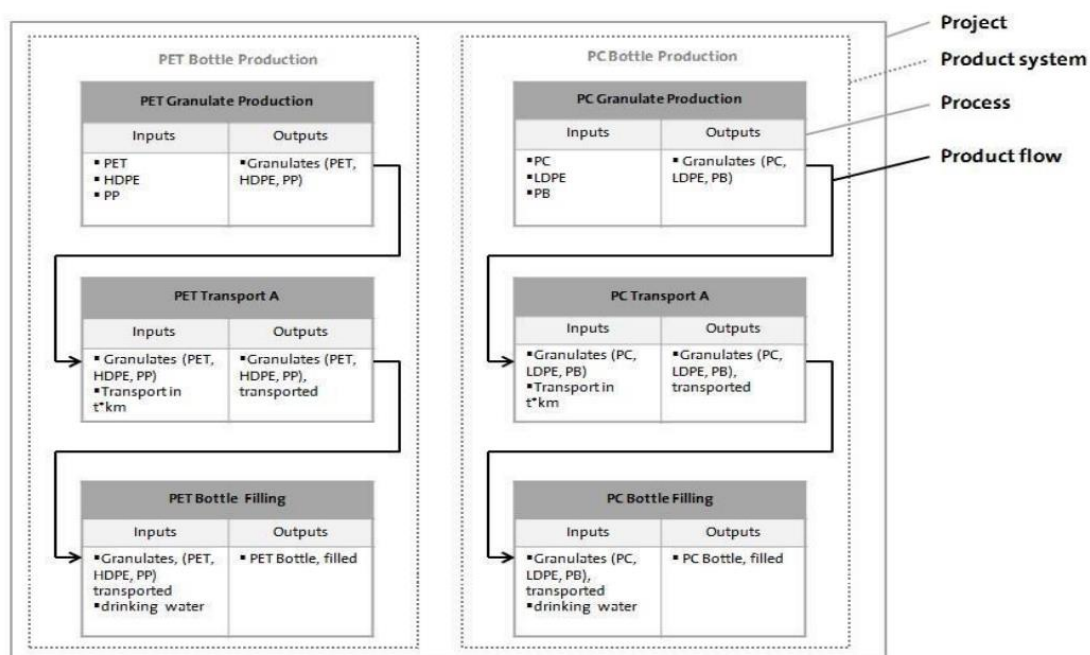 Project
Product system
Process
Product flow
PET Bottle Production
PET Granulate Production
Inputs
Outputs
▪ PET
▪ HDPE
▪ PP
▪Granulates (PET,
HDPE, PP)
PET Transport A
Inputs
Outputs
▪ Granulates (PET,
HDPE, PP)
▪Transport in
t*km
▪Granulates (PET,
HDPE, PP),
transported
PET Bottle Filling
Inputs
Outputs
▪Granulates, (PET,
HDPE, PP)
transported
▪drinking water
▪ PET Bottle, filled
PC Bottle Production
PC Granulate Production
Inputs
Outputs
▪PC
▪LDPE
▪PB
▪ Granulates (PC,
LDPE, PB)
PC Transport A
Inputs
Outputs
▪Granulates (PC,
LDPE, PB)
▪Transport in
t*km
▪Granulates (PC,
LDPE, PB),
transported
PC Bottle Filling
Inputs
Outputs
▪Granulates (PC,
LDPE, PB),
transported
▪drinking water
▪ PC Bottle, filled